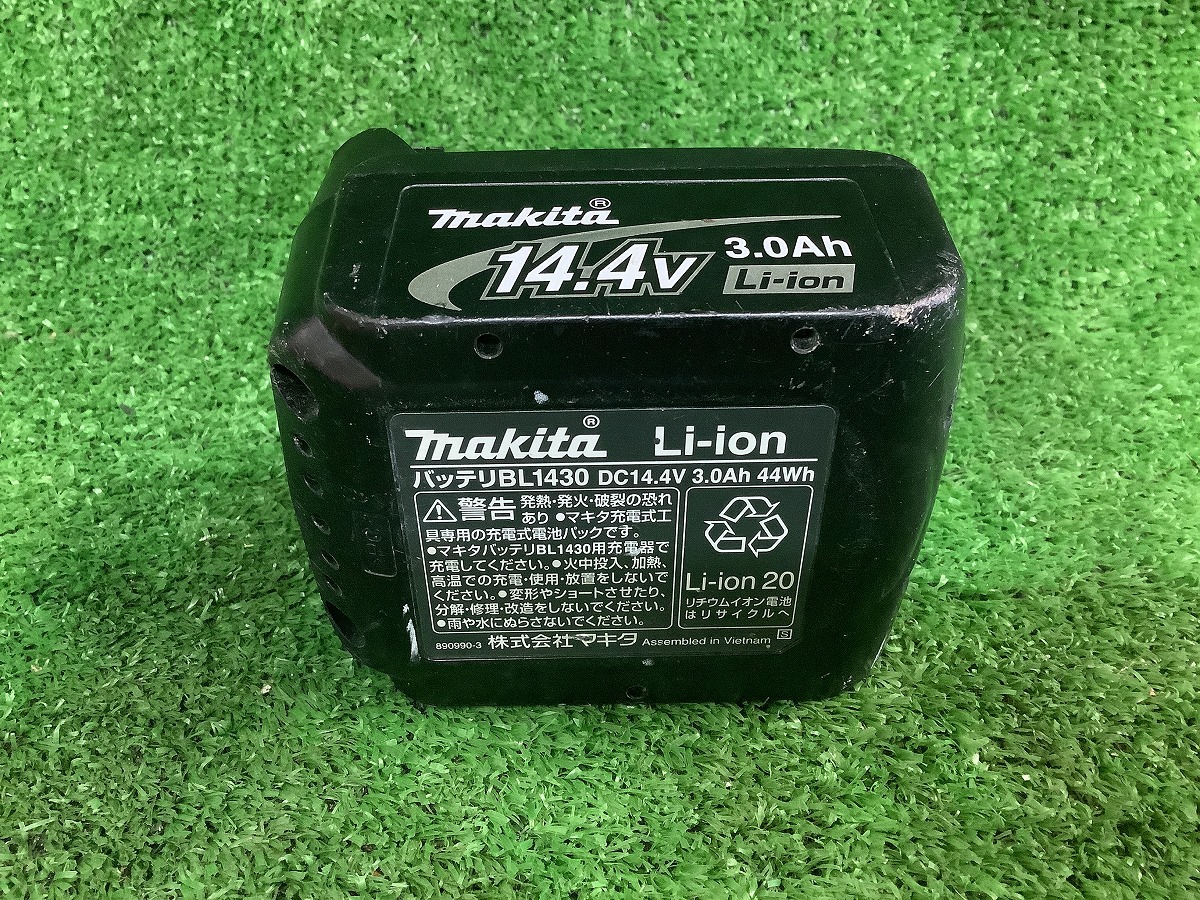 makita®
14.4V 3.0Ah
Li-ion
makita® Li-ion
バッテリBL1430 DC14.4V 3.0Ah 44Wh
警告 発熱・発火・破裂の恐れ
あり ●マキタ充電式工
具専用の充電式電池パックです。
●マキタバッテリBL1430用充電器で
充電してください。●火中投入、加熱、
高温での充電・使用・放置をしないで
ください。●変形やショートさせたり、
分解・修理・改造をしないでください。
●雨や水にぬらさないでください。
Li-ion 20
リチウムイオン電池
はリサイクルへ
890990-3 株式会社マキタ Assembled in Vietnam S